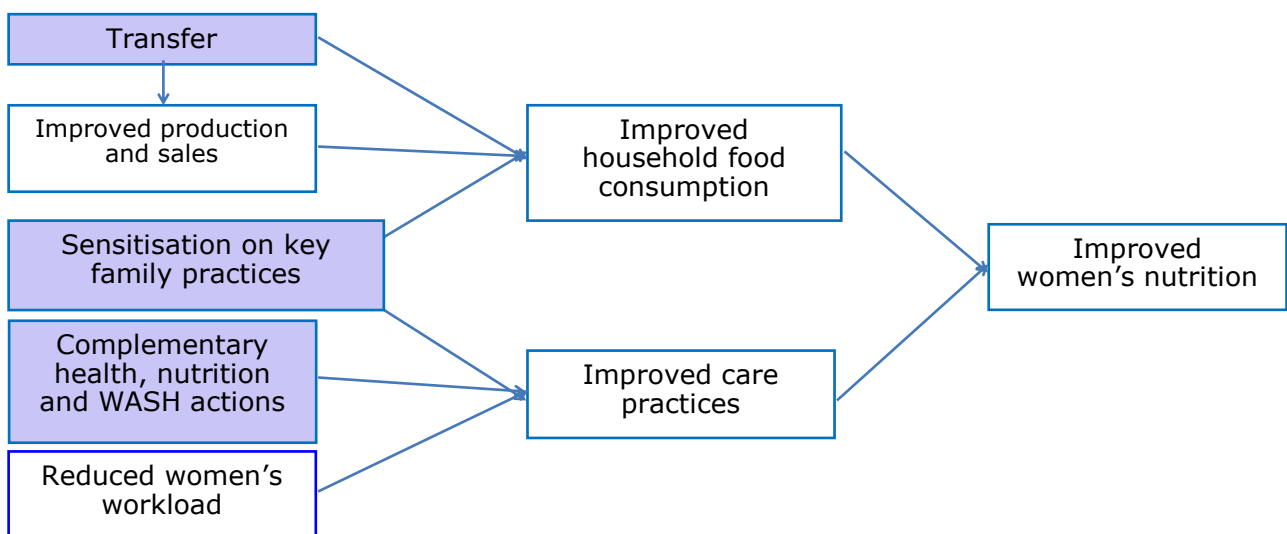 Transfer
Improved production
and sales
Sensitisation on key
family practices
Complementary
health, nutrition
and WASH actions
Reduced women’s
workload
Improved
household food
consumption
Improved care
practices
Improved
women’s nutrition